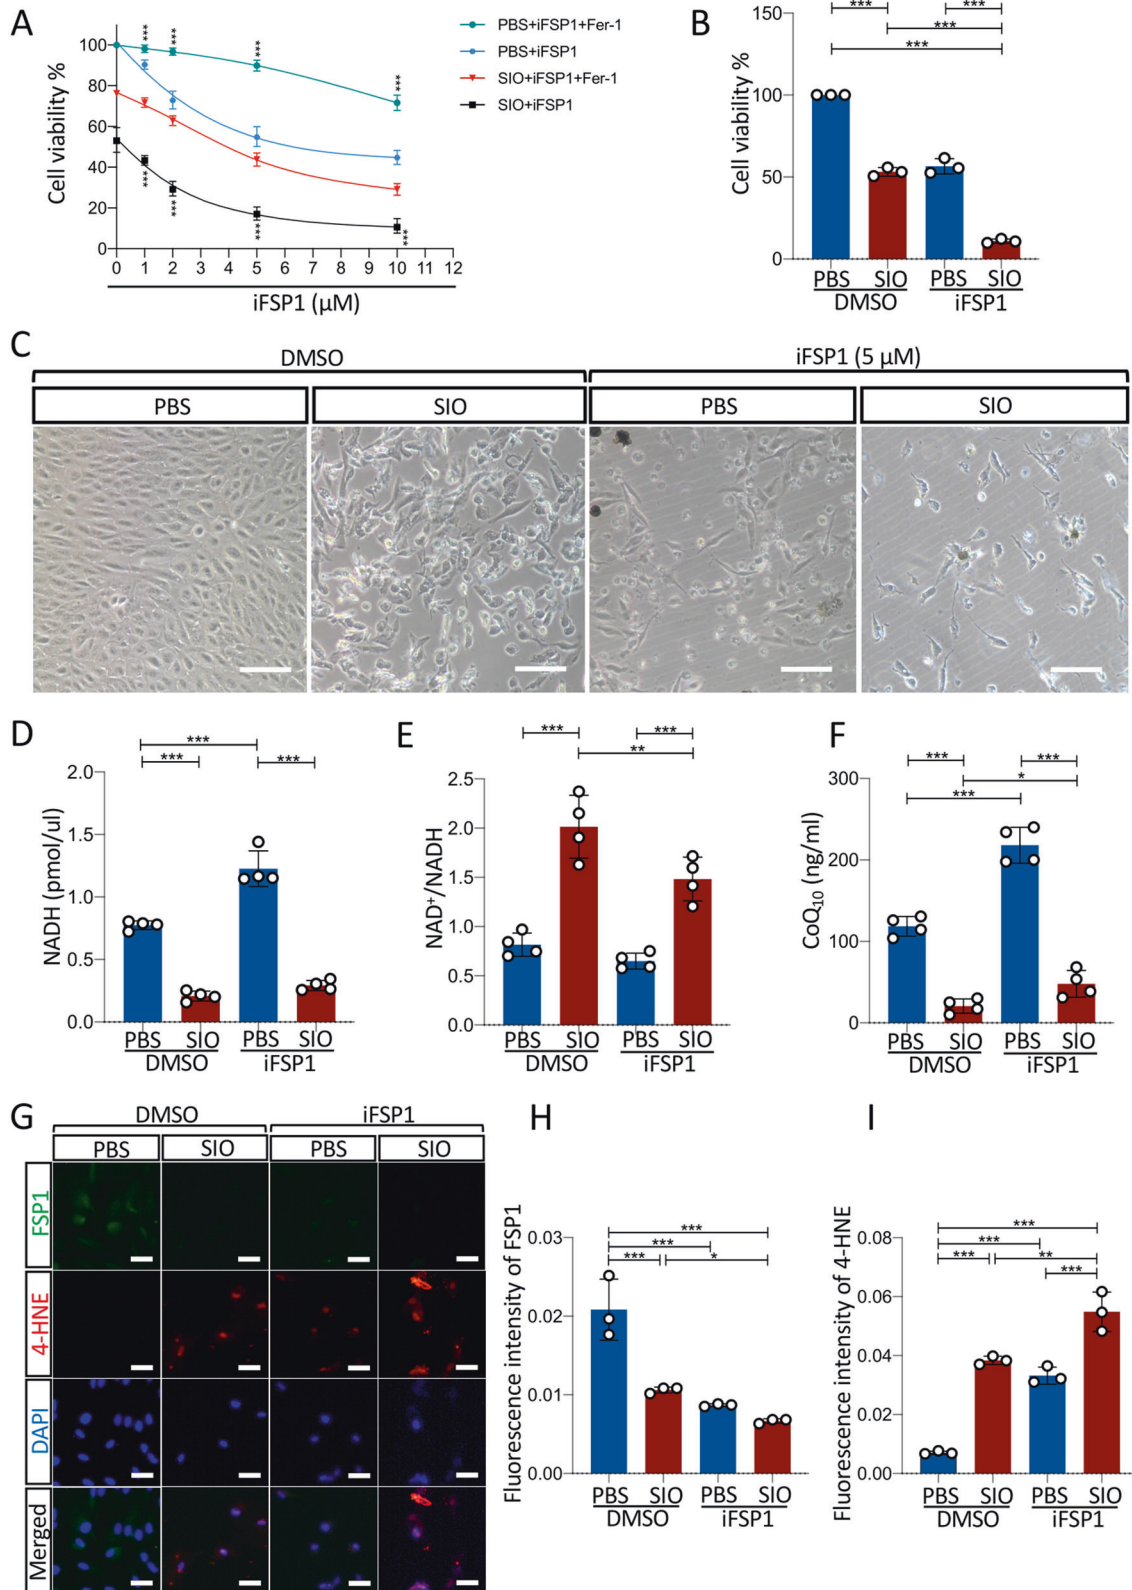 A
Cell viability %
100
80
60
40
20
0
0 1 2 3 4 5 6 7 8 9 10 11 12
iFSP1 (μM)
*** *** *** ***
*** *** *** ***
PBS+iFSP1+Fer-1
PBS+iFSP1
SIO+iFSP1+Fer-1
SIO+iFSP1
B
Cell viability %
150
100
50
0
*** ***
***
***
PBS SIO PBS SIO
DMSO iFSP1
C
DMSO iFSP1 (5 μM)
PBS SIO PBS SIO
D
NADH (pmol/ul)
2.0
1.5
1.0
0.5
0.0
***
*** ***
PBS SIO PBS SIO
DMSO iFSP1
E
NAD+/NADH
2.5
2.0
1.5
1.0
0.5
0.0
*** ***
**
PBS SIO PBS SIO
DMSO iFSP1
F
CoQ10 (ng/ml)
300
200
100
0
*** ***
*
***
PBS SIO PBS SIO
DMSO iFSP1
G
DMSO iFSP1
PBS SIO PBS SIO
FSP1
4-HNE
DAPI
Merged
H
Fluorescence intensity of FSP1
0.03
0.02
0.01
0.00
***
***
*** *
PBS SIO PBS SIO
DMSO iFSP1
I
Fluorescence intensity of 4-HNE
0.08
0.06
0.04
0.02
0.00
***
***
*** **
***
PBS SIO PBS SIO
DMSO iFSP1